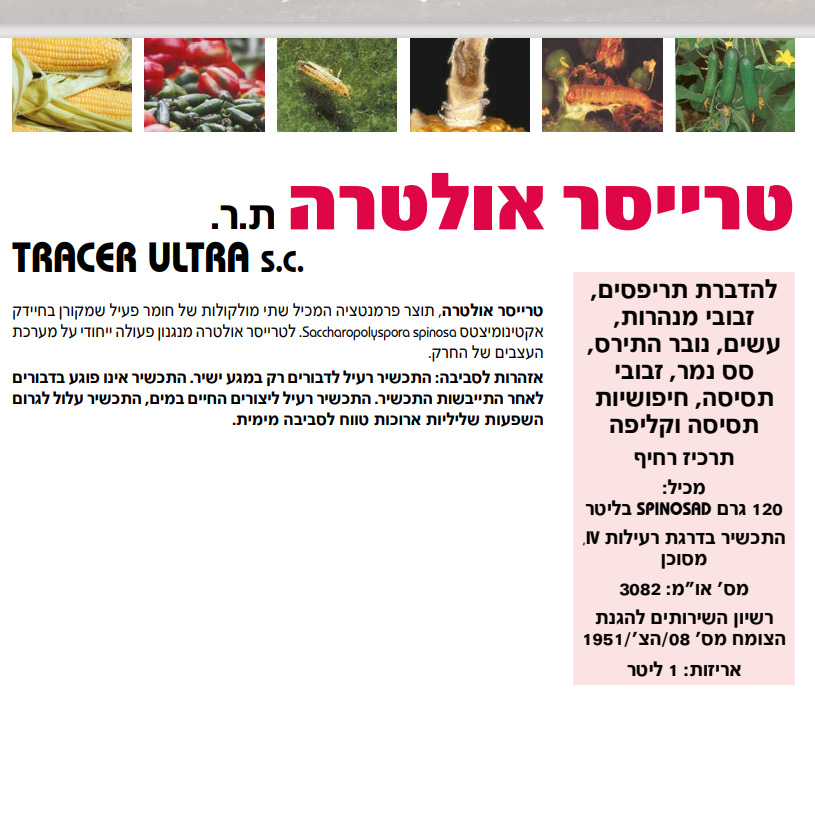 טרייסר אולטרה ת.ר.
TRACER ULTRA S.C.
להדברת תריפסים,
זבובי מנהרות,
עשים, נובר התירס,
סס נמר, זבובי
תסיסה, חיפושיות
תסיסה וקליפה
תרכיז רחיף
מכיל:
120 גרם SPINOSAD בליטר
התכשיר בדרגת רעילות IV,
מסוכן
מס׳ או״מ: 3082
רשיון השירותים להגנת
הצומח מס׳ 08/הצ׳/1951
אריזות: 1 ליטר
טרייסר אולטרה, תוצר פרמנטציה המכיל שתי מולקולות של חומר פעיל שמקורן בחיידק
אקטינומיצטס Saccharopolyspora spinosa. לטרייסר אולטרה מנגנון פעולה ייחודי על מערכת
העצבים של החרק.
אזהרות לסביבה: התכשיר רעיל לדבורים רק במגע ישיר. התכשיר אינו פוגע בדבורים
לאחר התייבשות התכשיר. התכשיר רעיל ליצורים החיים במים, התכשיר עלול לגרום
השפעות שליליות ארוכות טווח לסביבה מימית.